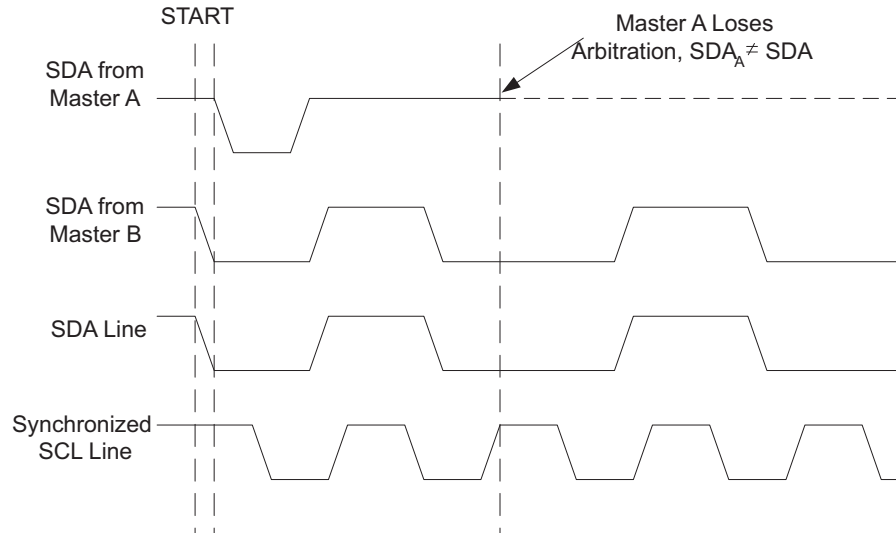 START
Master A Loses
Arbitration, SDA_A ≠ SDA
SDA from
Master A
SDA from
Master B
SDA Line
Synchronized
SCL Line